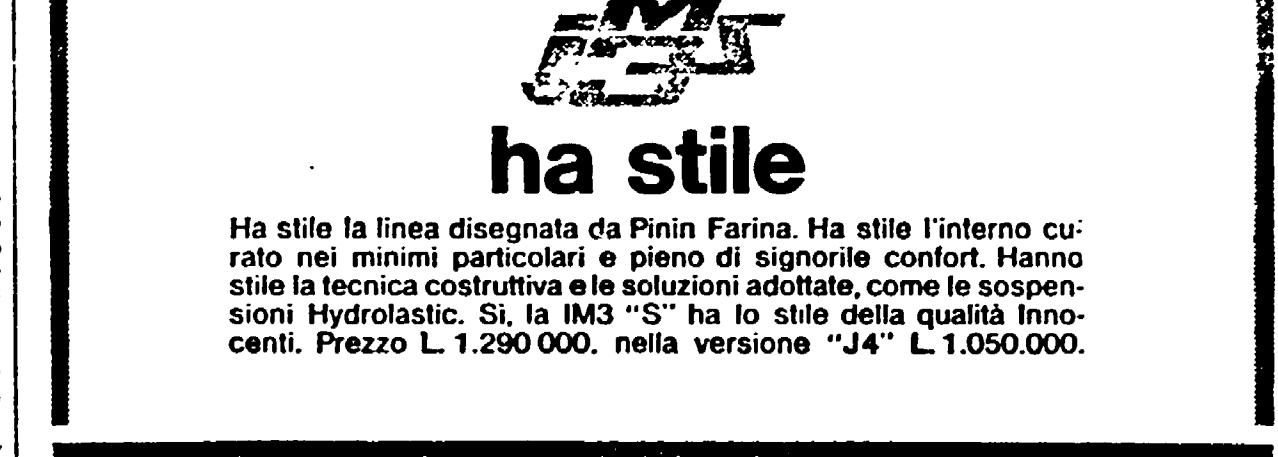 ha stile
Ha stile la linea disegnata da Pinin Farina. Ha stile l'interno cu-
rato nei minimi particolari e pieno di signorile confort. Hanno
stile la tecnica costruttiva e le soluzioni adottate, come le sospen-
sioni Hydrolastic. Si, la IM3 "S" ha lo stile della qualità Inno-
centi. Prezzo L. 1.290 000. nella versione "J4" L. 1.050.000.